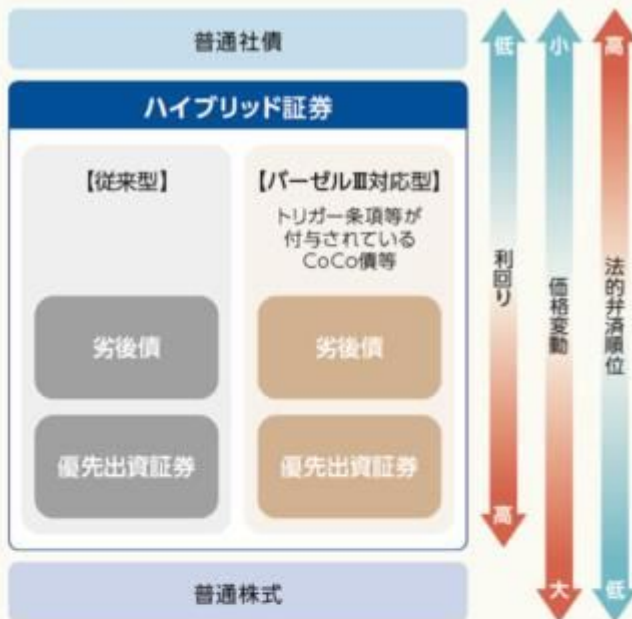 普通社債
ハイブリッド証券
【従来型】
【バーゼルⅢ対応型】
トリガー条項等が
付与されている
CoCo債等
劣後債
優先出資証券
劣後債
優先出資証券
普通株式
低
利回り
高
小
価格変動
大
高
法的弁済順位
低